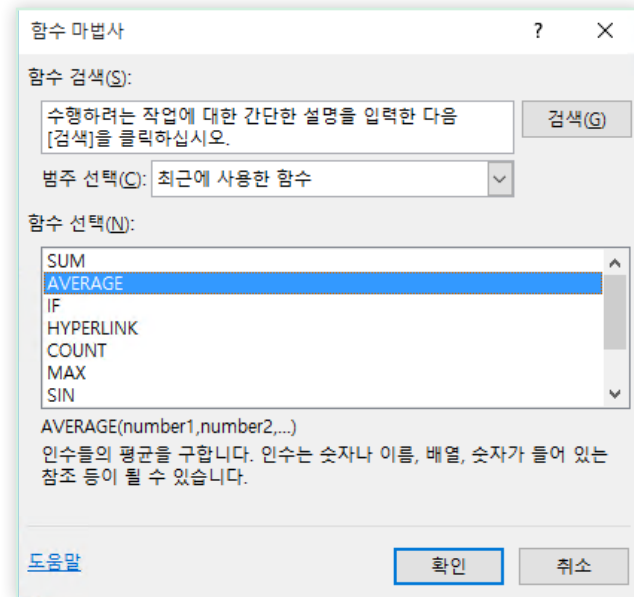 함수 마법사 ?
함수 검색(S):
수행하려는 작업에 대한 간단한 설명을 입력한 다음
[검색]을 클릭하십시오.
검색(G)
범주 선택(C): 최근에 사용한 함수
함수 선택(N):
SUM
AVERAGE
IF
HYPERLINK
COUNT
MAX
SIN
AVERAGE(number1,number2,...)
인수들의 평균을 구합니다. 인수는 숫자나 이름, 배열, 숫자가 들어 있는
참조 등이 될 수 있습니다.
도움말
확인 취소